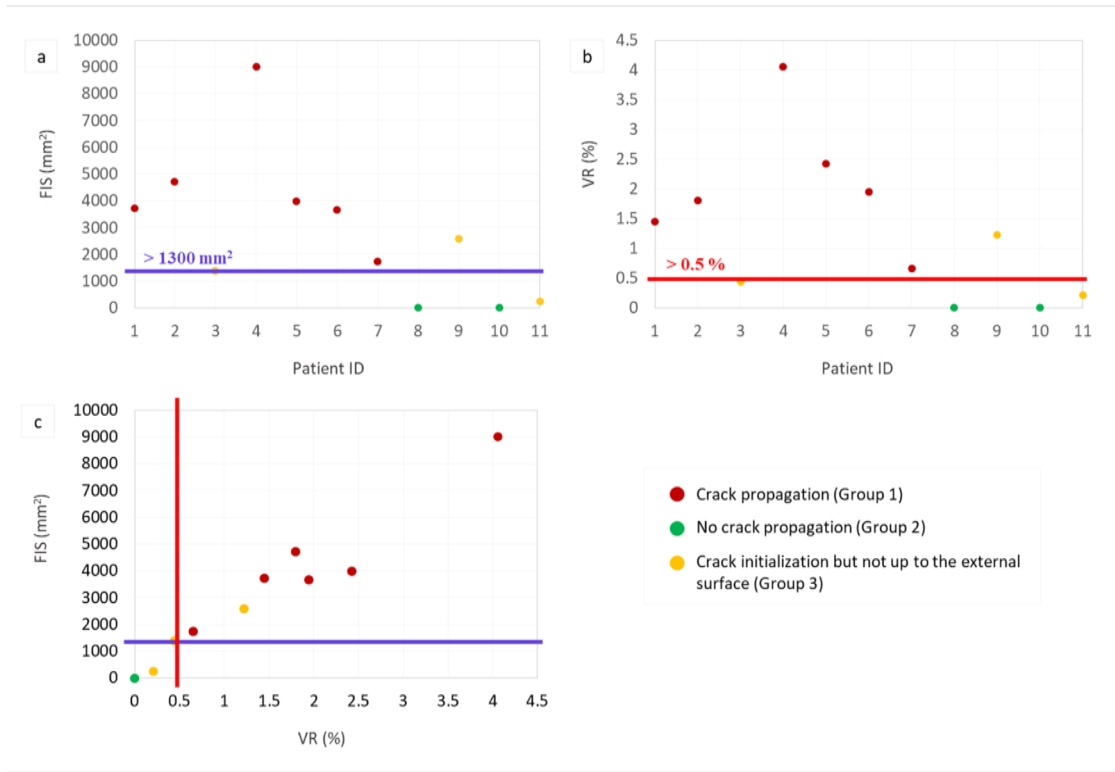 a
10000
9000
8000
7000
6000
5000
4000
3000
2000
1000
0
FIS (mm²)
> 1300 mm²
1 2 3 4 5 6 7 8 9 10 11
Patient ID
b
4.5
4
3.5
3
2.5
2
1.5
1
0.5
0
VR (%)
> 0.5 %
1 2 3 4 5 6 7 8 9 10 11
Patient ID
c
10000
9000
8000
7000
6000
5000
4000
3000
2000
1000
0
FIS (mm²)
0 0.5 1 1.5 2 2.5 3 3.5 4 4.5
VR (%)
Crack propagation (Group 1)
No crack propagation (Group 2)
Crack initialization but not up to the external
surface (Group 3)